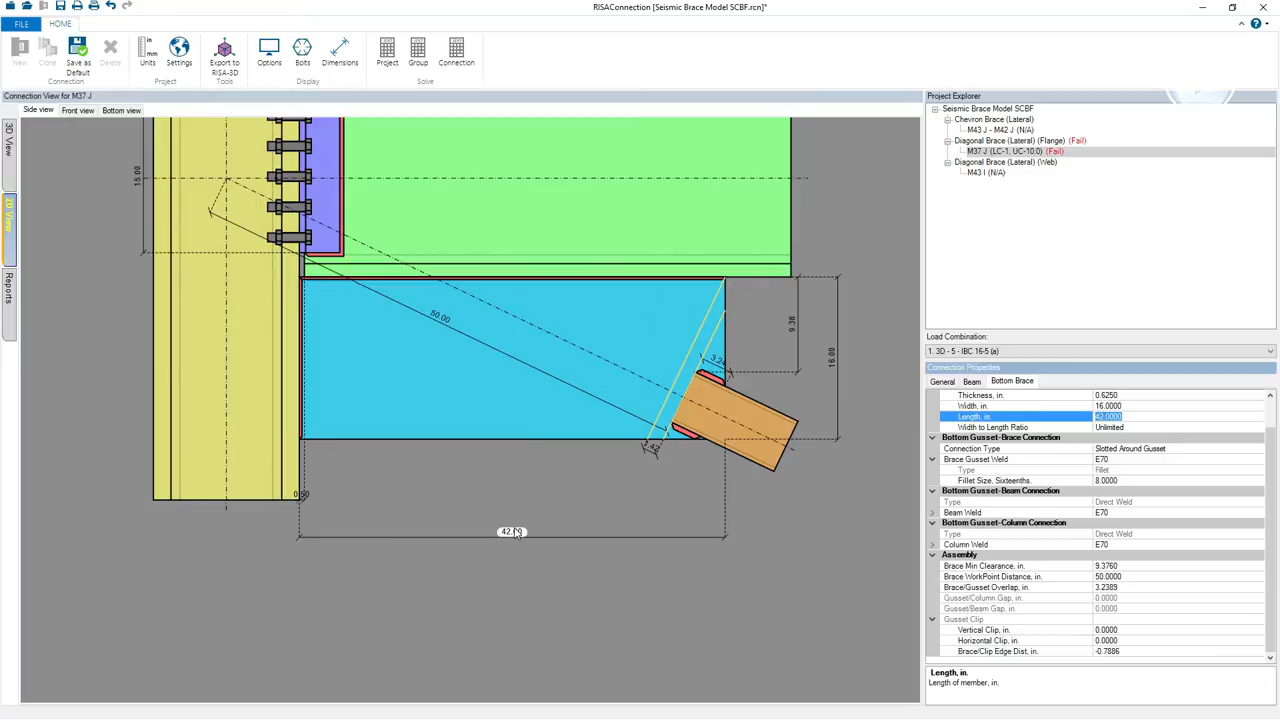 RISAConnection [Seismic Brace Model SCBF.rcn]*
FILE
HOME
New
Clone
Save as Default
Delete
Units
Settings
Export to RISA-3D
Options
Bolts
Dimensions
Project
Group
Connection
Connection
Project
Tools
Display
Solve
Connection View for M37 J
Side view
Front view
Bottom view
3D View
2D View
Reports
15.00
50.00
9.38
16.00
3.24
0.50
Project Explorer
Seismic Brace Model SCBF
Chevron Brace (Lateral)
M43 J - M42 J (N/A)
Diagonal Brace (Lateral) (Flange) (Fail)
M37 J (LC-1, UC-10.0) (Fail)
Diagonal Brace (Lateral) (Web)
M43 I (N/A)
Load Combination:
1. 3D - 5 - IBC 16-5 (a)
Connection Properties
General
Beam
Bottom Brace
Thickness, in. 0.6250
Width, in. 16.0000
Length, in. 42.0000
Width to Length Ratio Unlimited
Bottom Gusset-Brace Connection
Connection Type Slotted Around Gusset
Brace Gusset Weld E70
Type Fillet
Fillet Size, Sixteenths. 8.0000
Bottom Gusset-Beam Connection
Type Direct Weld
Beam Weld E70
Bottom Gusset-Column Connection
Type Direct Weld
Column Weld E70
Assembly
Brace Min Clearance, in. 9.3760
Brace WorkPoint Distance, in. 50.0000
Brace/Gusset Overlap, in. 3.2389
Gusset/Column Gap, in. 0.0000
Gusset/Beam Gap, in. 0.0000
Gusset Clip
Vertical Clip, in. 0.0000
Horizontal Clip, in. 0.0000
Brace/Clip Edge Dist, in. -0.7886
Length, in.
Length of member, in.